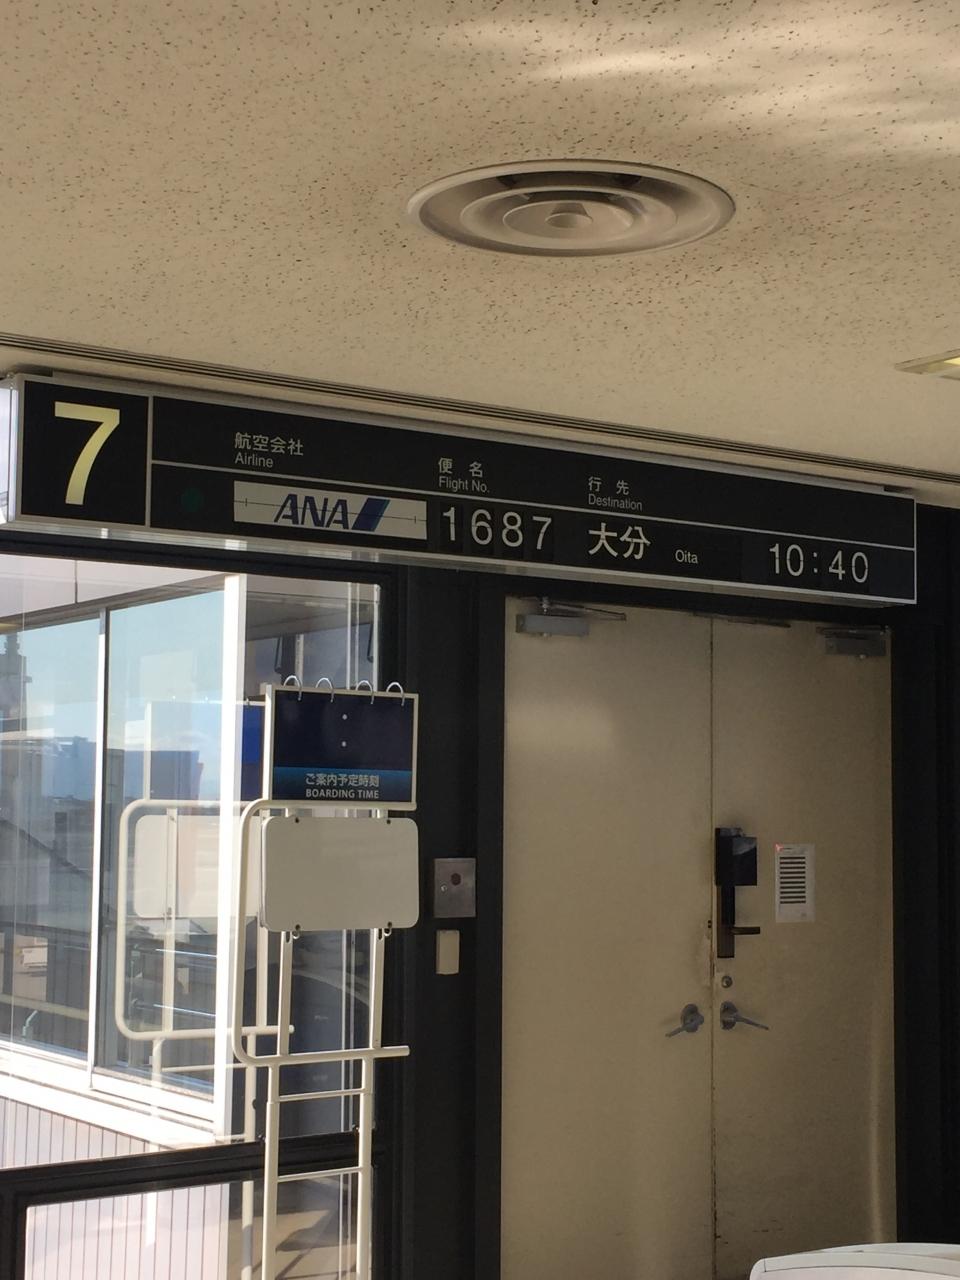 7
航空会社
Airline
便名
Flight No.
行先
Destination
ANA
1687
大分
Oita
10:40
:
ご案内予定時刻
BOARDING TIME